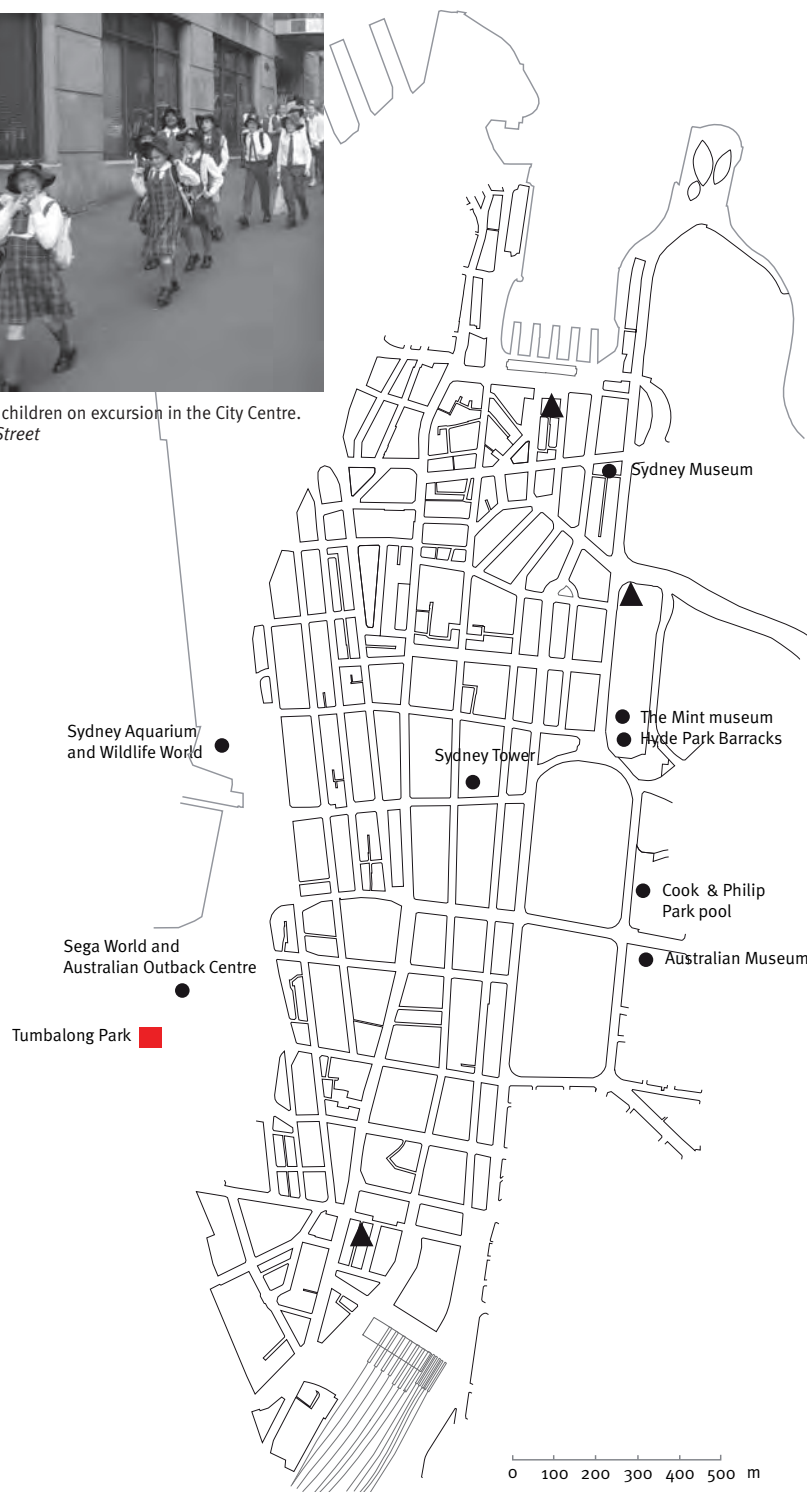 children on excursion in the City Centre.
Street
Sydney Museum
The Mint museum
Hyde Park Barracks
Sydney Aquarium
and Wildlife World
Sydney Tower
Cook & Philip
Park pool
Sega World and
Australian Outback Centre
Australian Museum
Tumbalong Park
0 100 200 300 400 500 m